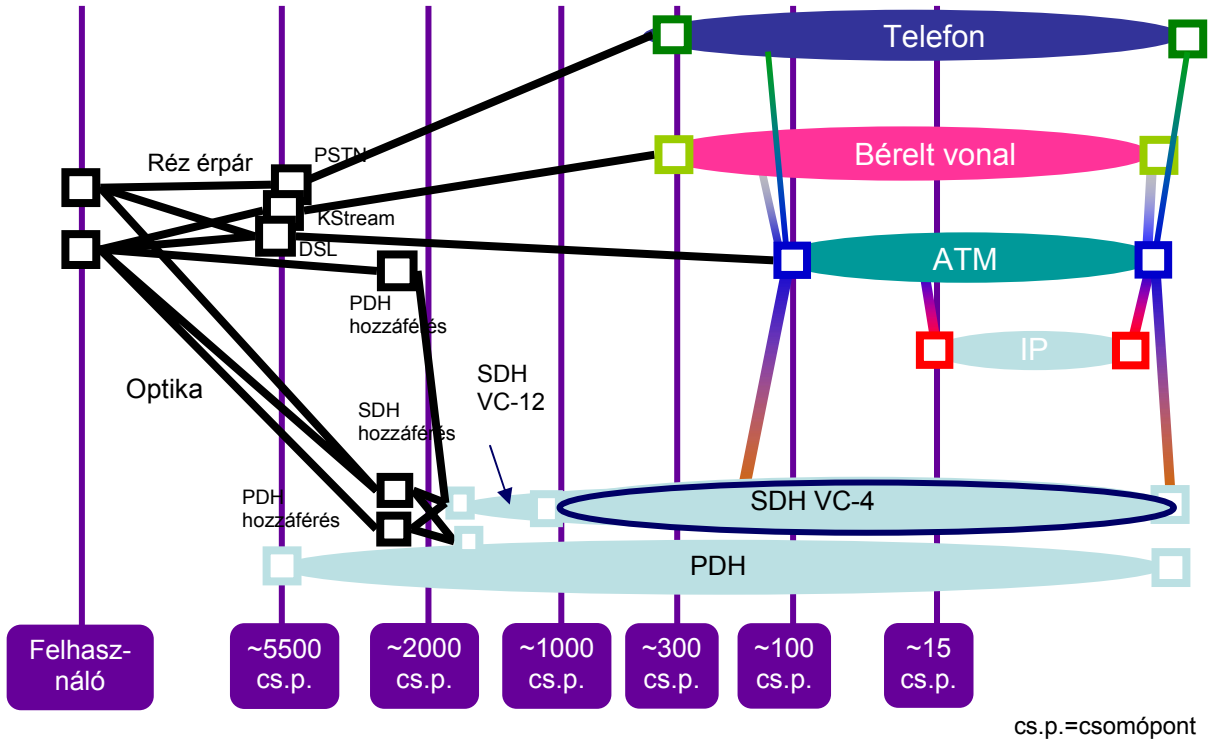 Telefon
Réz érpár
PSTN
Bérelt vonal
KStream
DSL
ATM
PDH
hozzáférés
IP
Optika
SDH
VC-12
SDH
hozzáférés
PDH
hozzáférés
SDH VC-4
PDH
Felhasz-
náló
~5500
cs.p.
~2000
cs.p.
~1000
cs.p.
~300
cs.p.
~100
cs.p.
~15
cs.p.
cs.p.=csomópont